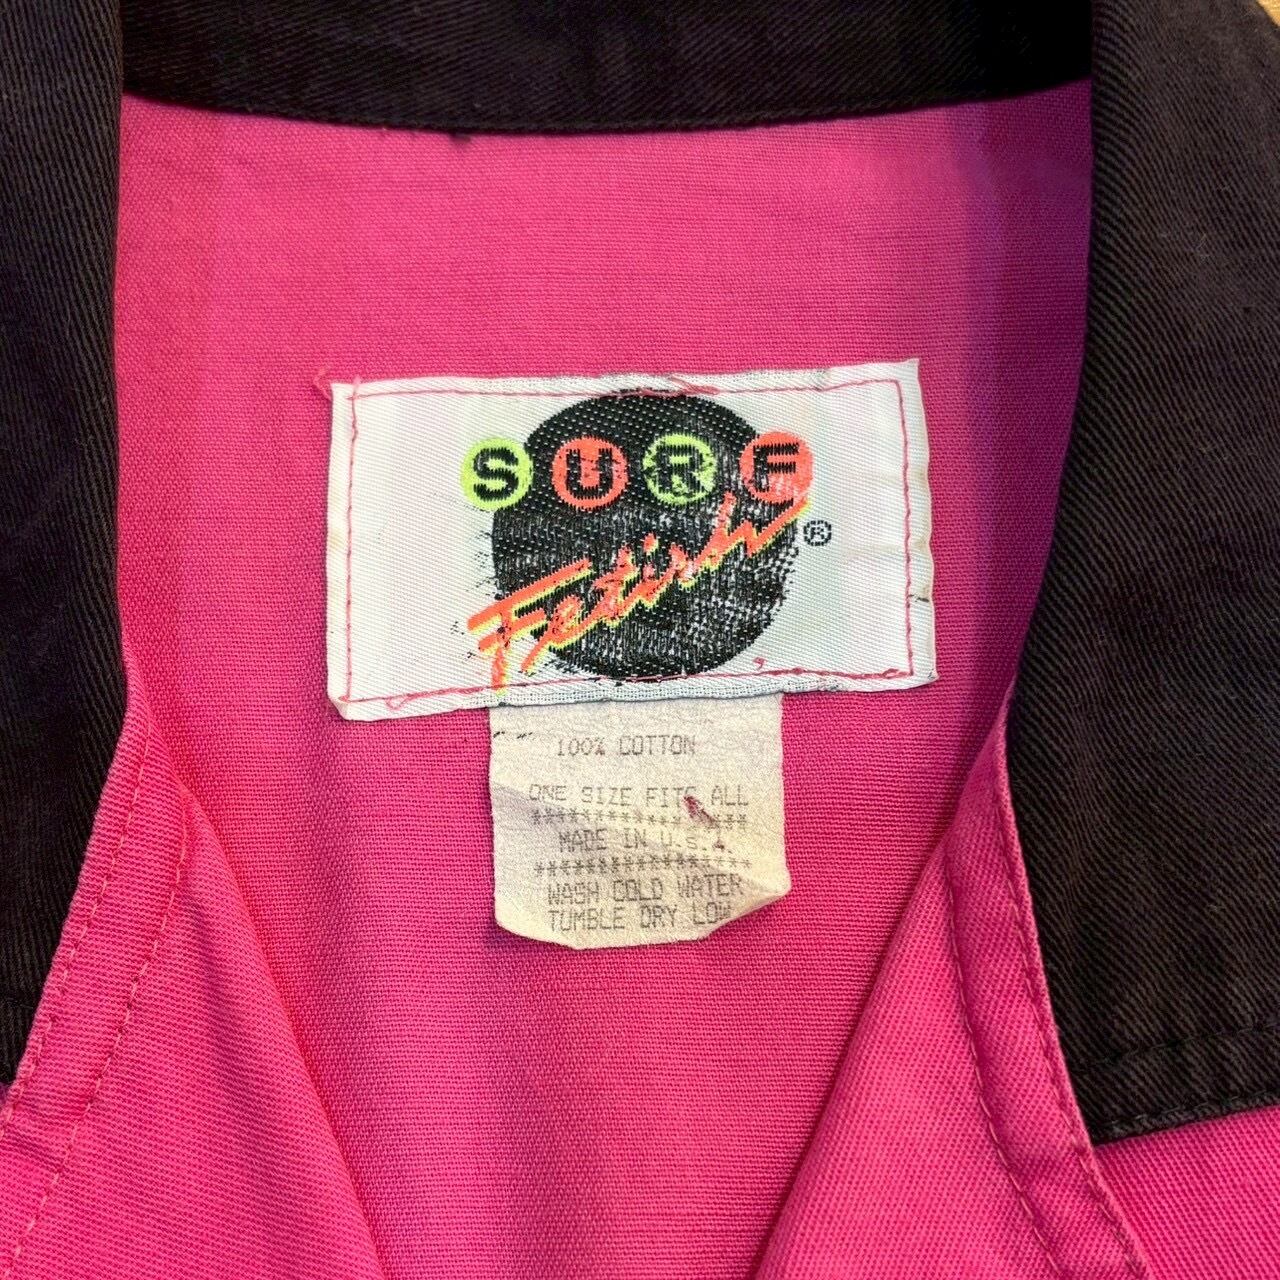 SURF
Fetish
®
100% COTTON
ONE SIZE FITS ALL
******************
MADE IN U.S.A.
******************
WASH COLD WATER
TUMBLE DRY LOW